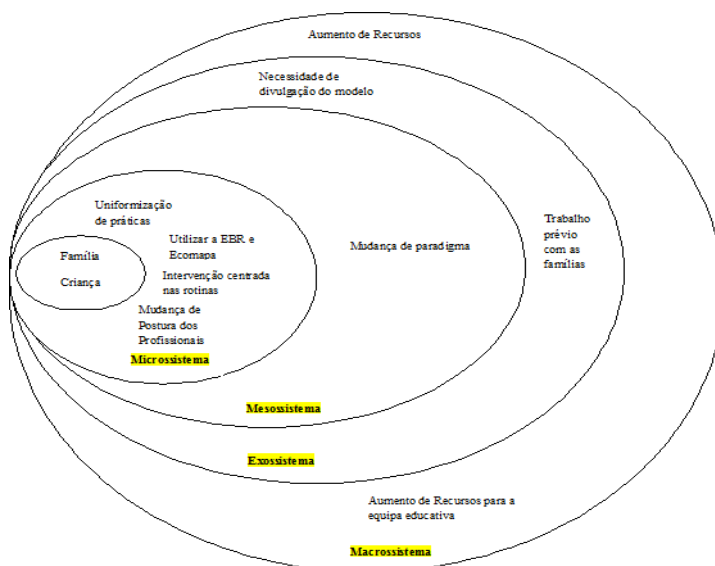 Aumento de Recursos
Necessidade de
divulgação do modelo
Uniformização
de práticas
Utilizar a EBR e
Ecomapa
Família
Criança
Intervenção centrada
nas rotinas
Mudança de
Postura dos
Profissionais
Microssistema
Mudança de paradigma
Trabalho
prévio
com as
famílias
Mesossistema
Exossistema
Aumento de Recursos para a
equipa educativa
Macrossistema